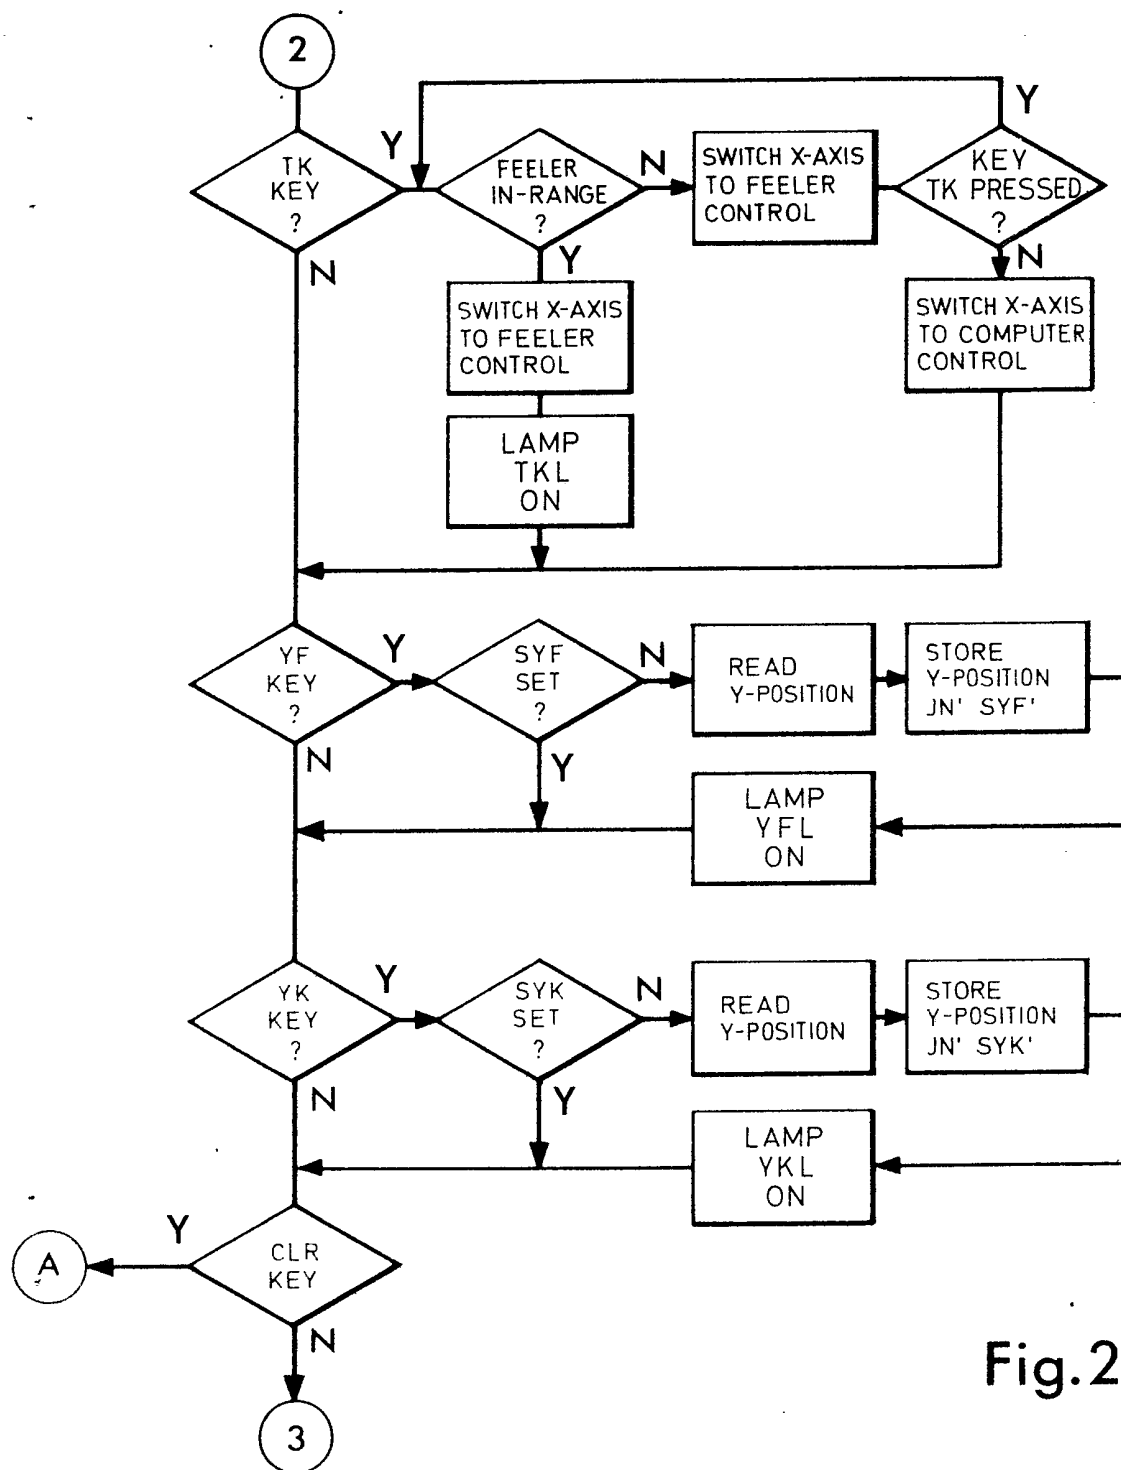 2
Y
TK
KEY
?
N
Y
FEELER
IN-RANGE
?
N
Y
SWITCH X-AXIS
TO FEELER
CONTROL
KEY
TK PRESSED
?
N
SWITCH X-AXIS
TO FEELER
CONTROL
SWITCH X-AXIS
TO COMPUTER
CONTROL
LAMP
TKL
ON
YF
KEY
?
Y
N
SYF
SET
?
N
Y
READ
Y-POSITION
STORE
Y-POSITION
JN' SYF'
LAMP
YFL
ON
YK
KEY
?
Y
N
SYK
SET
?
N
Y
READ
Y-POSITION
STORE
Y-POSITION
JN' SYK'
LAMP
YKL
ON
Y
A
CLR
KEY
N
3
Fig.2